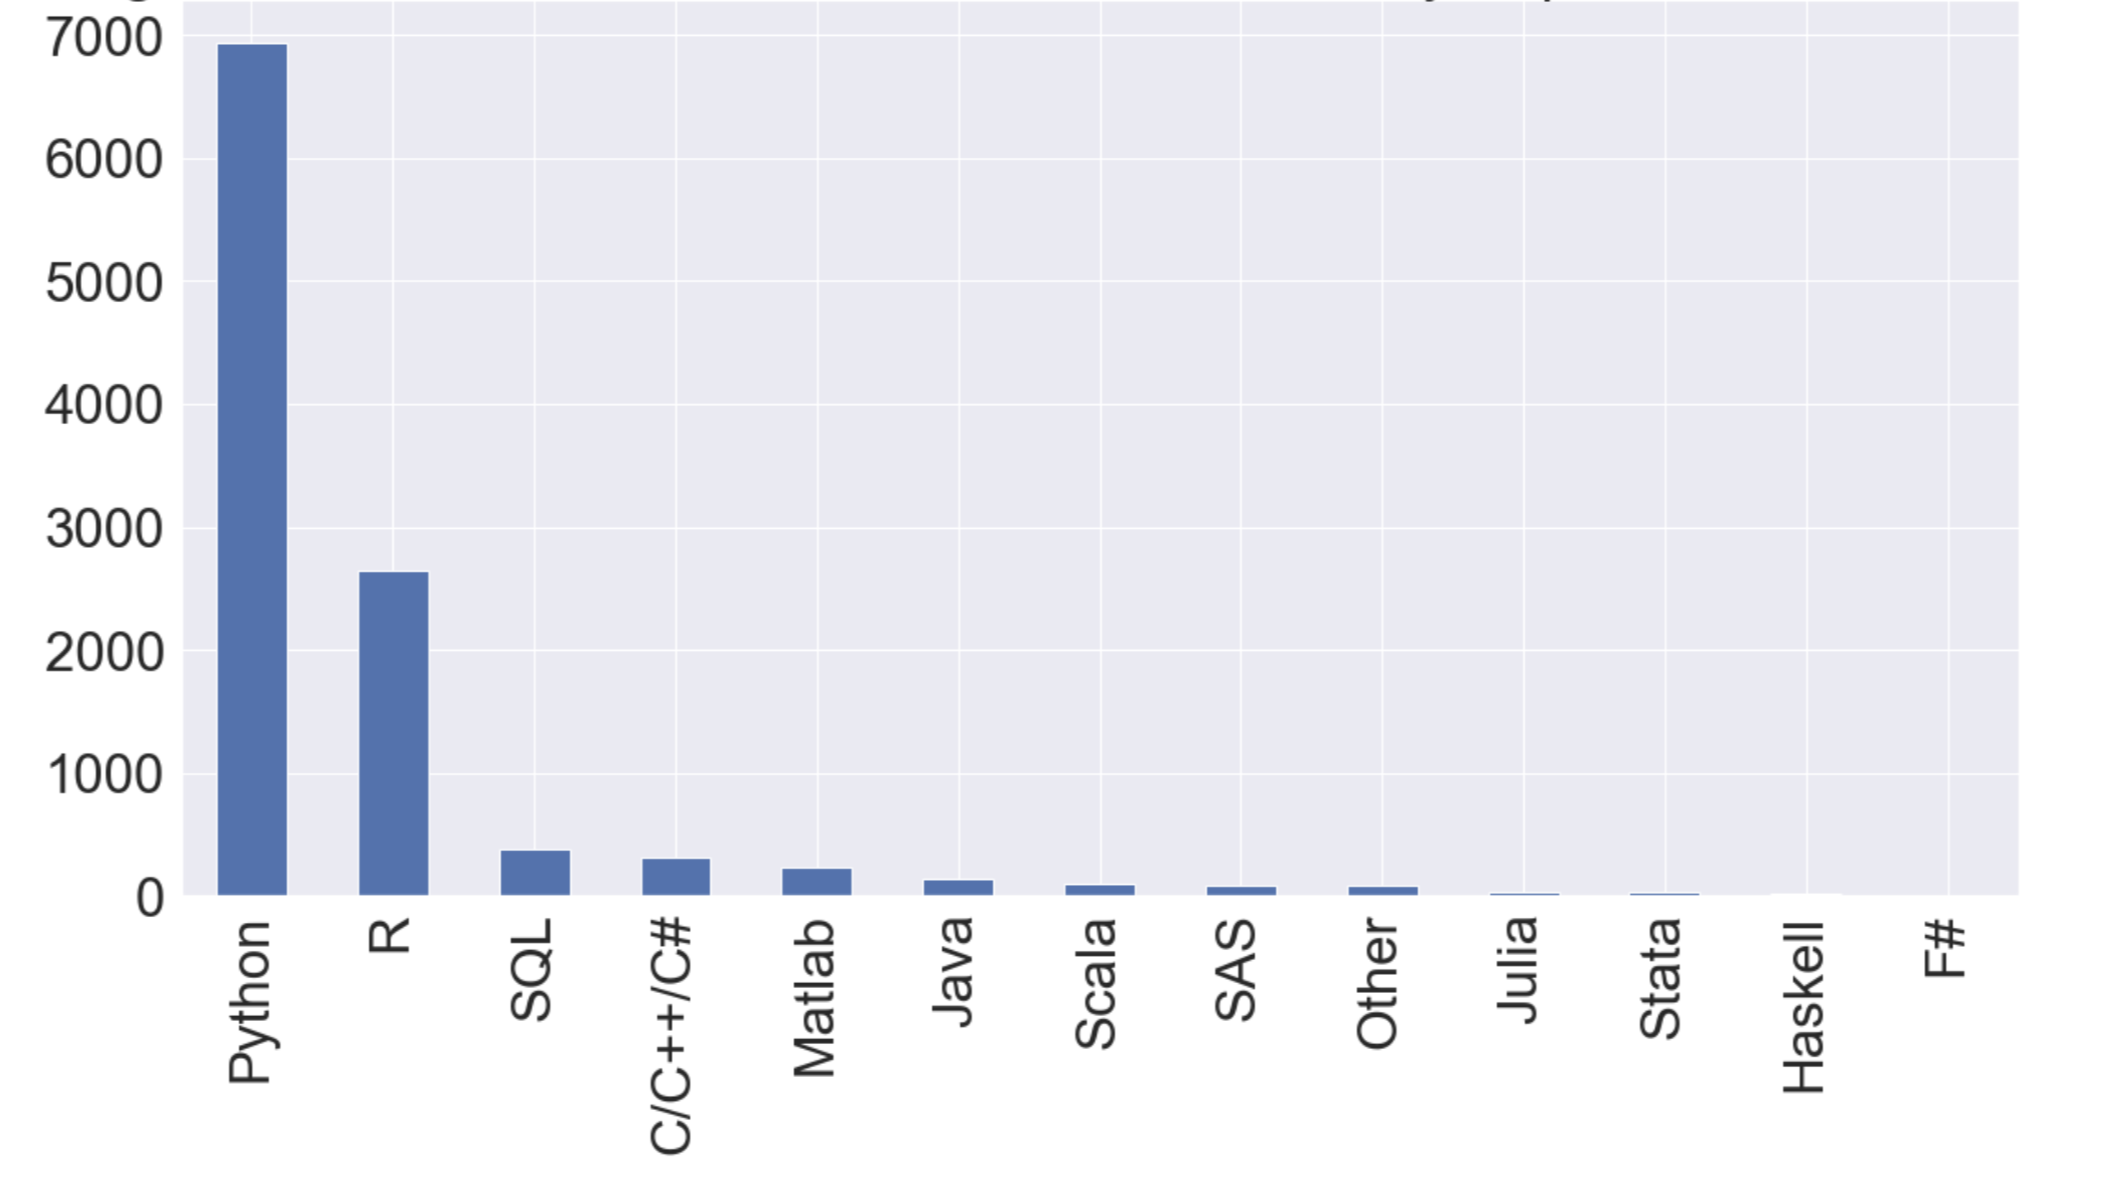 7000
6000
5000
4000
3000
2000
1000
0
Python
R
SQL
C/C++/C#
Matlab
Java
Scala
SAS
Other
Julia
Stata
Haskell
F#